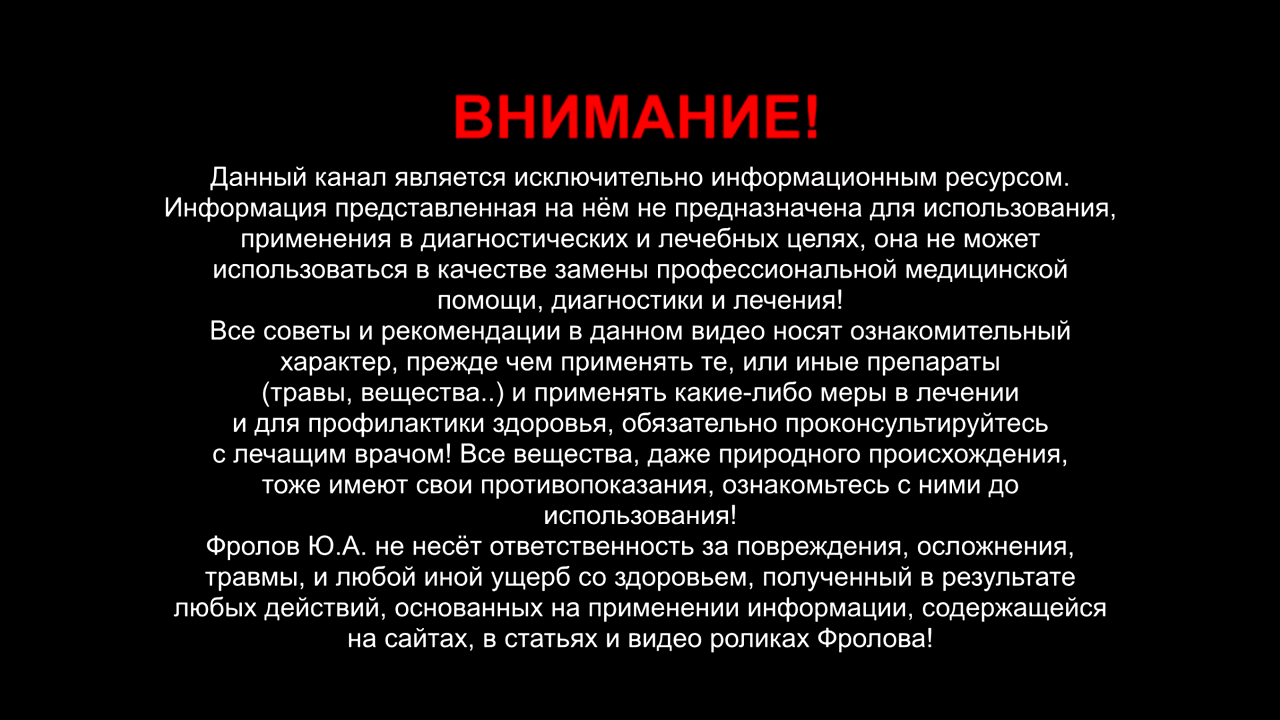 ВНИМАНИЕ!
Данный канал является исключительно информационным ресурсом.
Информация представленная на нём не предназначена для использования,
применения в диагностических и лечебных целях, она не может
использоваться в качестве замены профессиональной медицинской
помощи, диагностики и лечения!
Все советы и рекомендации в данном видео носят ознакомительный
характер, прежде чем применять те, или иные препараты
(травы, вещества..) и применять какие-либо меры в лечении
и для профилактики здоровья, обязательно проконсультируйтесь
с лечащим врачом! Все вещества, даже природного происхождения,
тоже имеют свои противопоказания, ознакомьтесь с ними до
использования!
Фролов Ю.А. не несёт ответственность за повреждения, осложнения,
травмы, и любой иной ущерб со здоровьем, полученный в результате
любых действий, основанных на применении информации, содержащейся
на сайтах, в статьях и видео роликах Фролова!